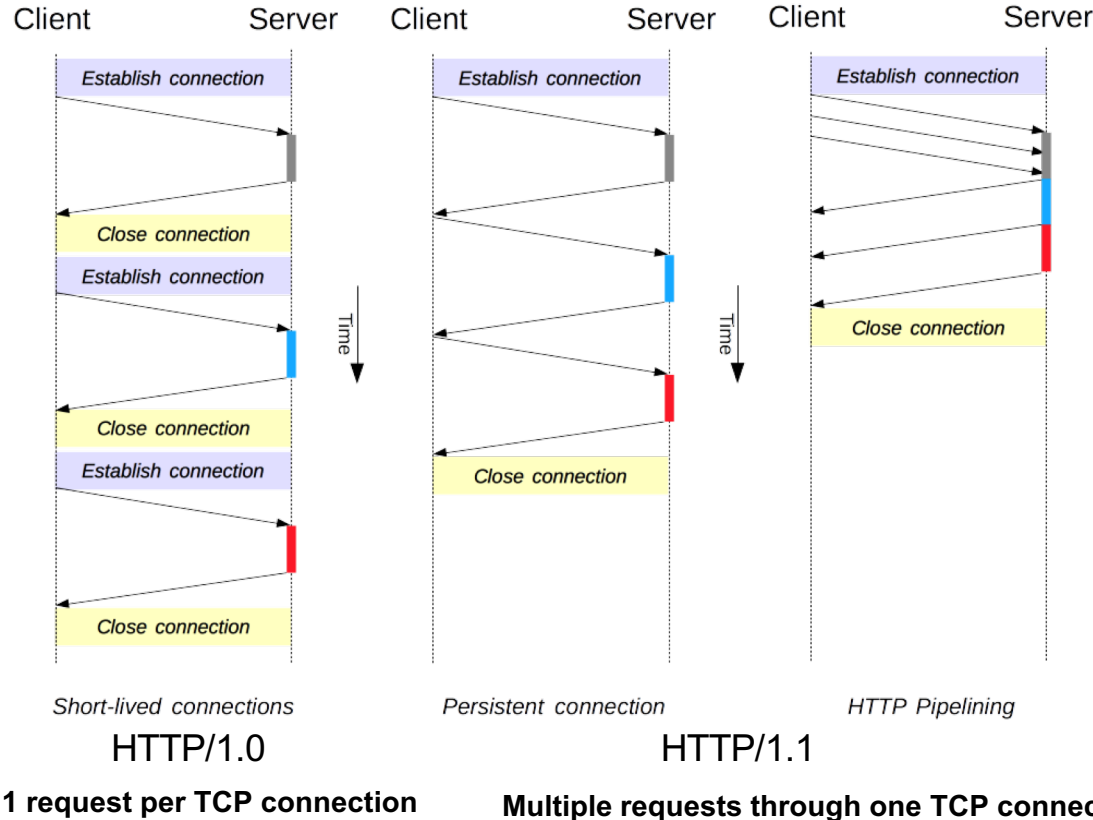 Client Server Client Server Client Server
Establish connection
Close connection
Establish connection
Close connection
Establish connection
Close connection
Time
Short-lived connections
HTTP/1.0
1 request per TCP connection
Establish connection
Close connection
Time
Persistent connection
Establish connection
Close connection
HTTP Pipelining
HTTP/1.1
Multiple requests through one TCP connec